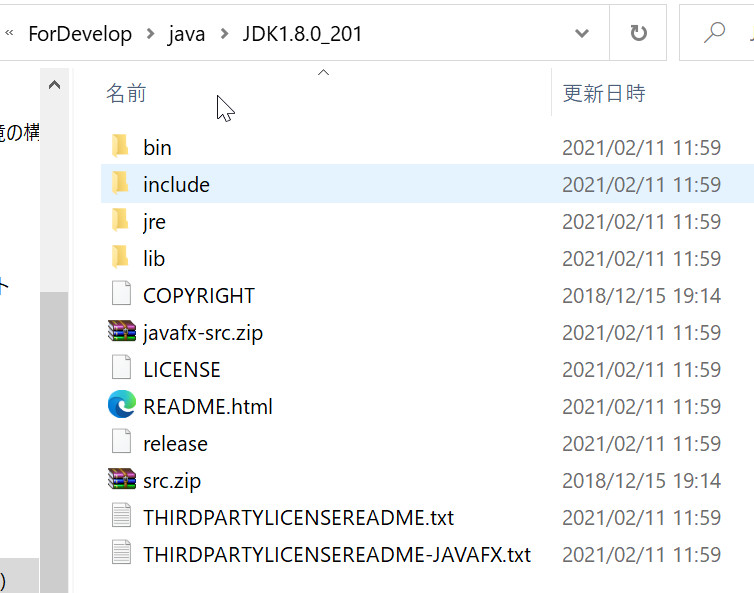 « ForDevelop > java > JDK1.8.0_201
名前 更新日時
境の構
bin 2021/02/11 11:59
include 2021/02/11 11:59
jre 2021/02/11 11:59
lib 2021/02/11 11:59
ト
COPYRIGHT 2018/12/15 19:14
javafx-src.zip 2021/02/11 11:59
LICENSE 2021/02/11 11:59
README.html 2021/02/11 11:59
release 2021/02/11 11:59
src.zip 2018/12/15 19:14
THIRDPARTYLICENSEREADME.txt 2021/02/11 11:59
THIRDPARTYLICENSEREADME-JAVAFX.txt 2021/02/11 11:59
)